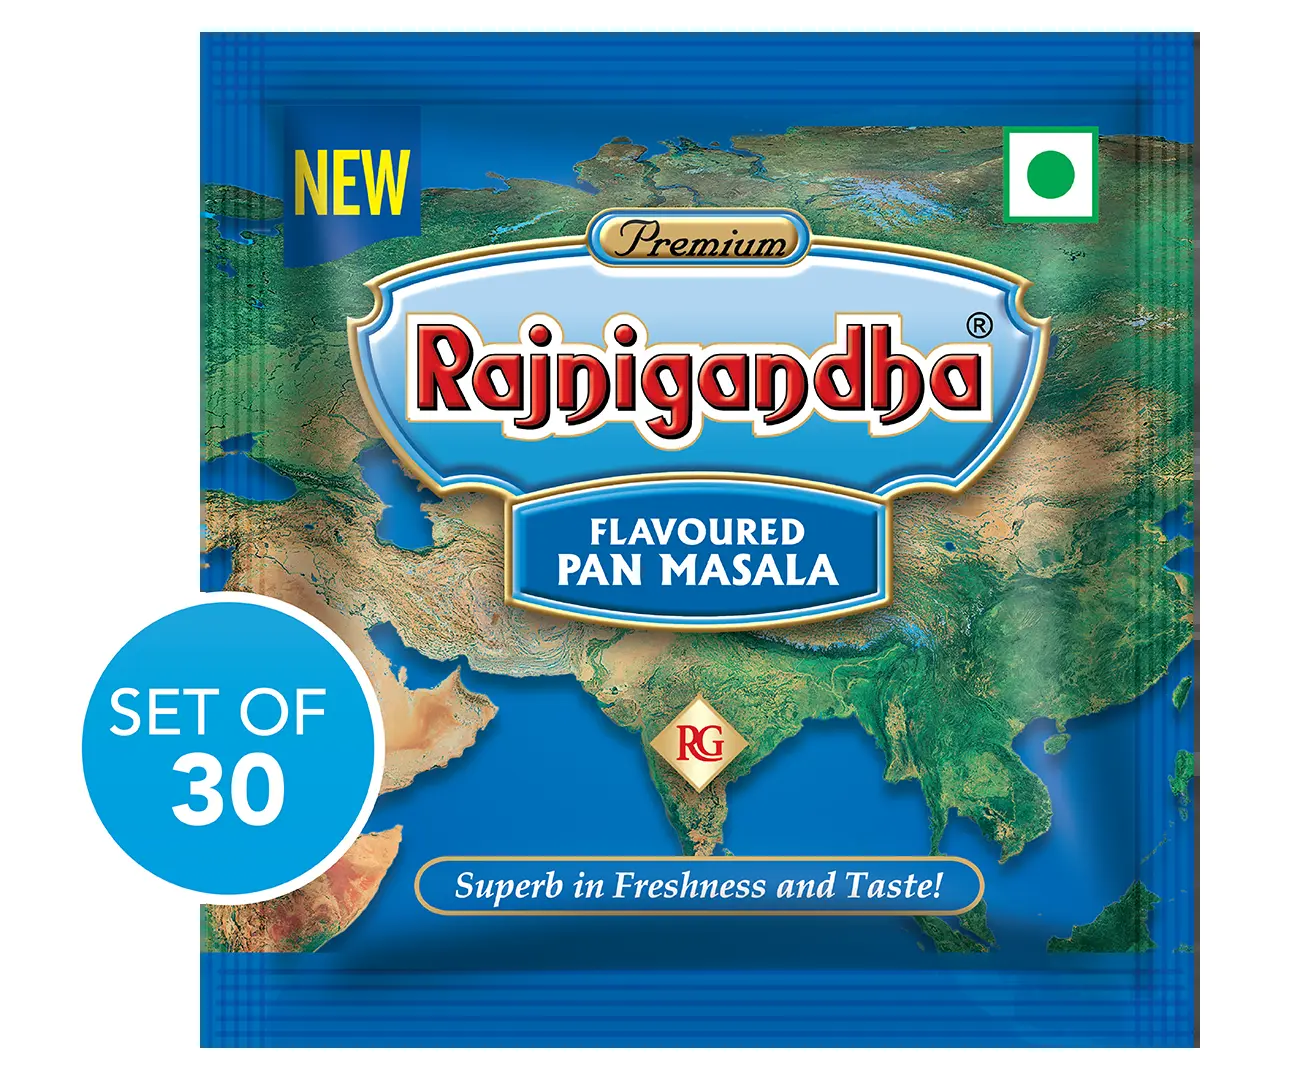 NEW
Premium
Rajnigandha®
FLAVOURED
PAN MASALA
SET OF
30
RG
Superb in Freshness and Taste!